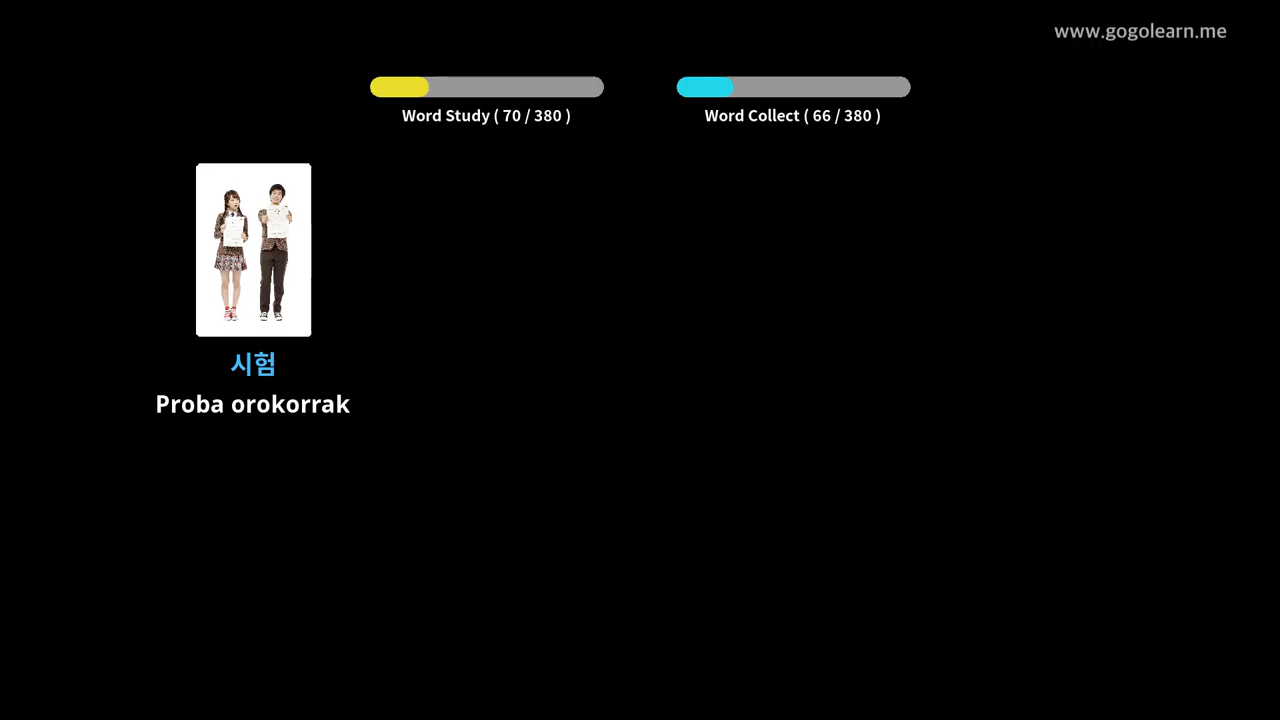 www.gogolearn.me
Word Study ( 70 / 380 )
Word Collect ( 66 / 380 )
시험
Proba orokorrak